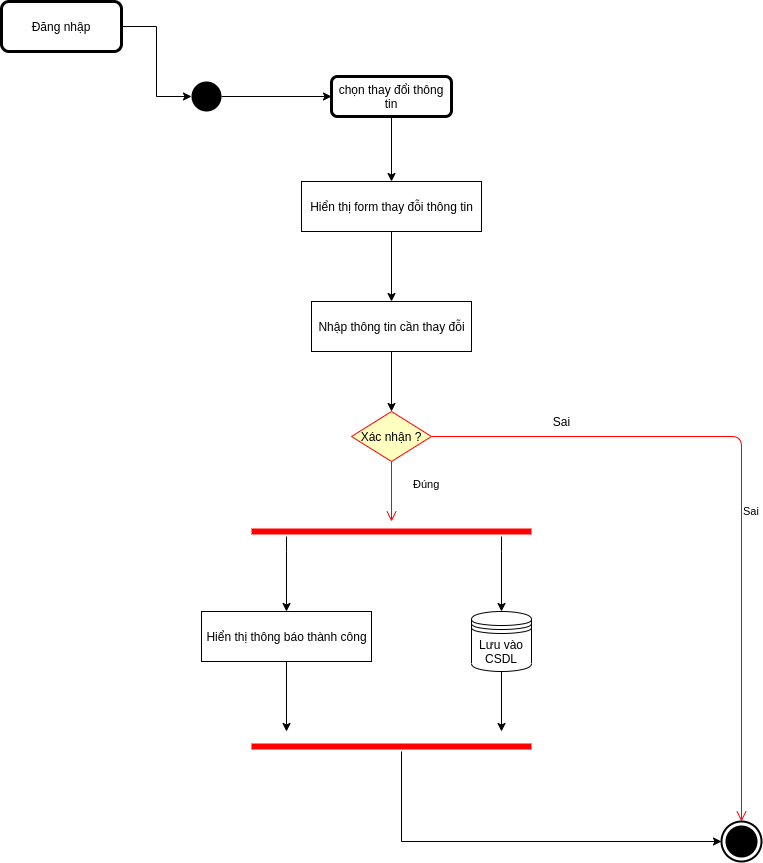 Đăng nhập
chọn thay đổi thông
tin
Hiển thị form thay đỗi thông tin
Nhập thông tin cần thay đỗi
Xác nhận ?
Sai
Đúng
Sai
Hiển thị thông báo thành công
Lưu vào
CSDL